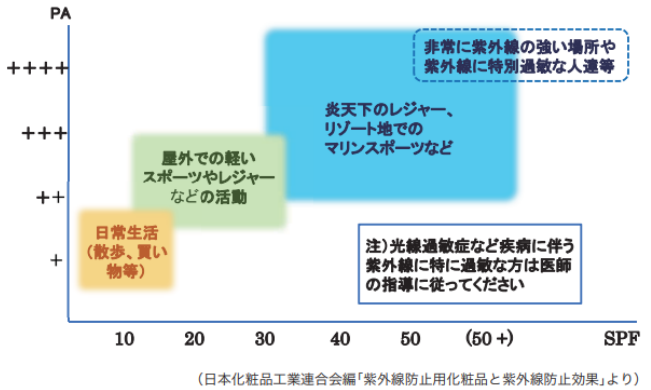 PA
++++
+++
++
+
非常に紫外線の強い場所や
紫外線に特別過敏な人達等
炎天下のレジャー、
リゾート地での
マリンスポーツなど
屋外での軽い
スポーツやレジャー
などの活動
日常生活
(散歩、買い
物等)
注)光線過敏症など疾病に伴う
紫外線に特に過敏な方は医師
の指導に従ってください
10 20 30 40 50 (50+) SPF
(日本化粧品工業連合会編「紫外線防止用化粧品と紫外線防止効果」より)